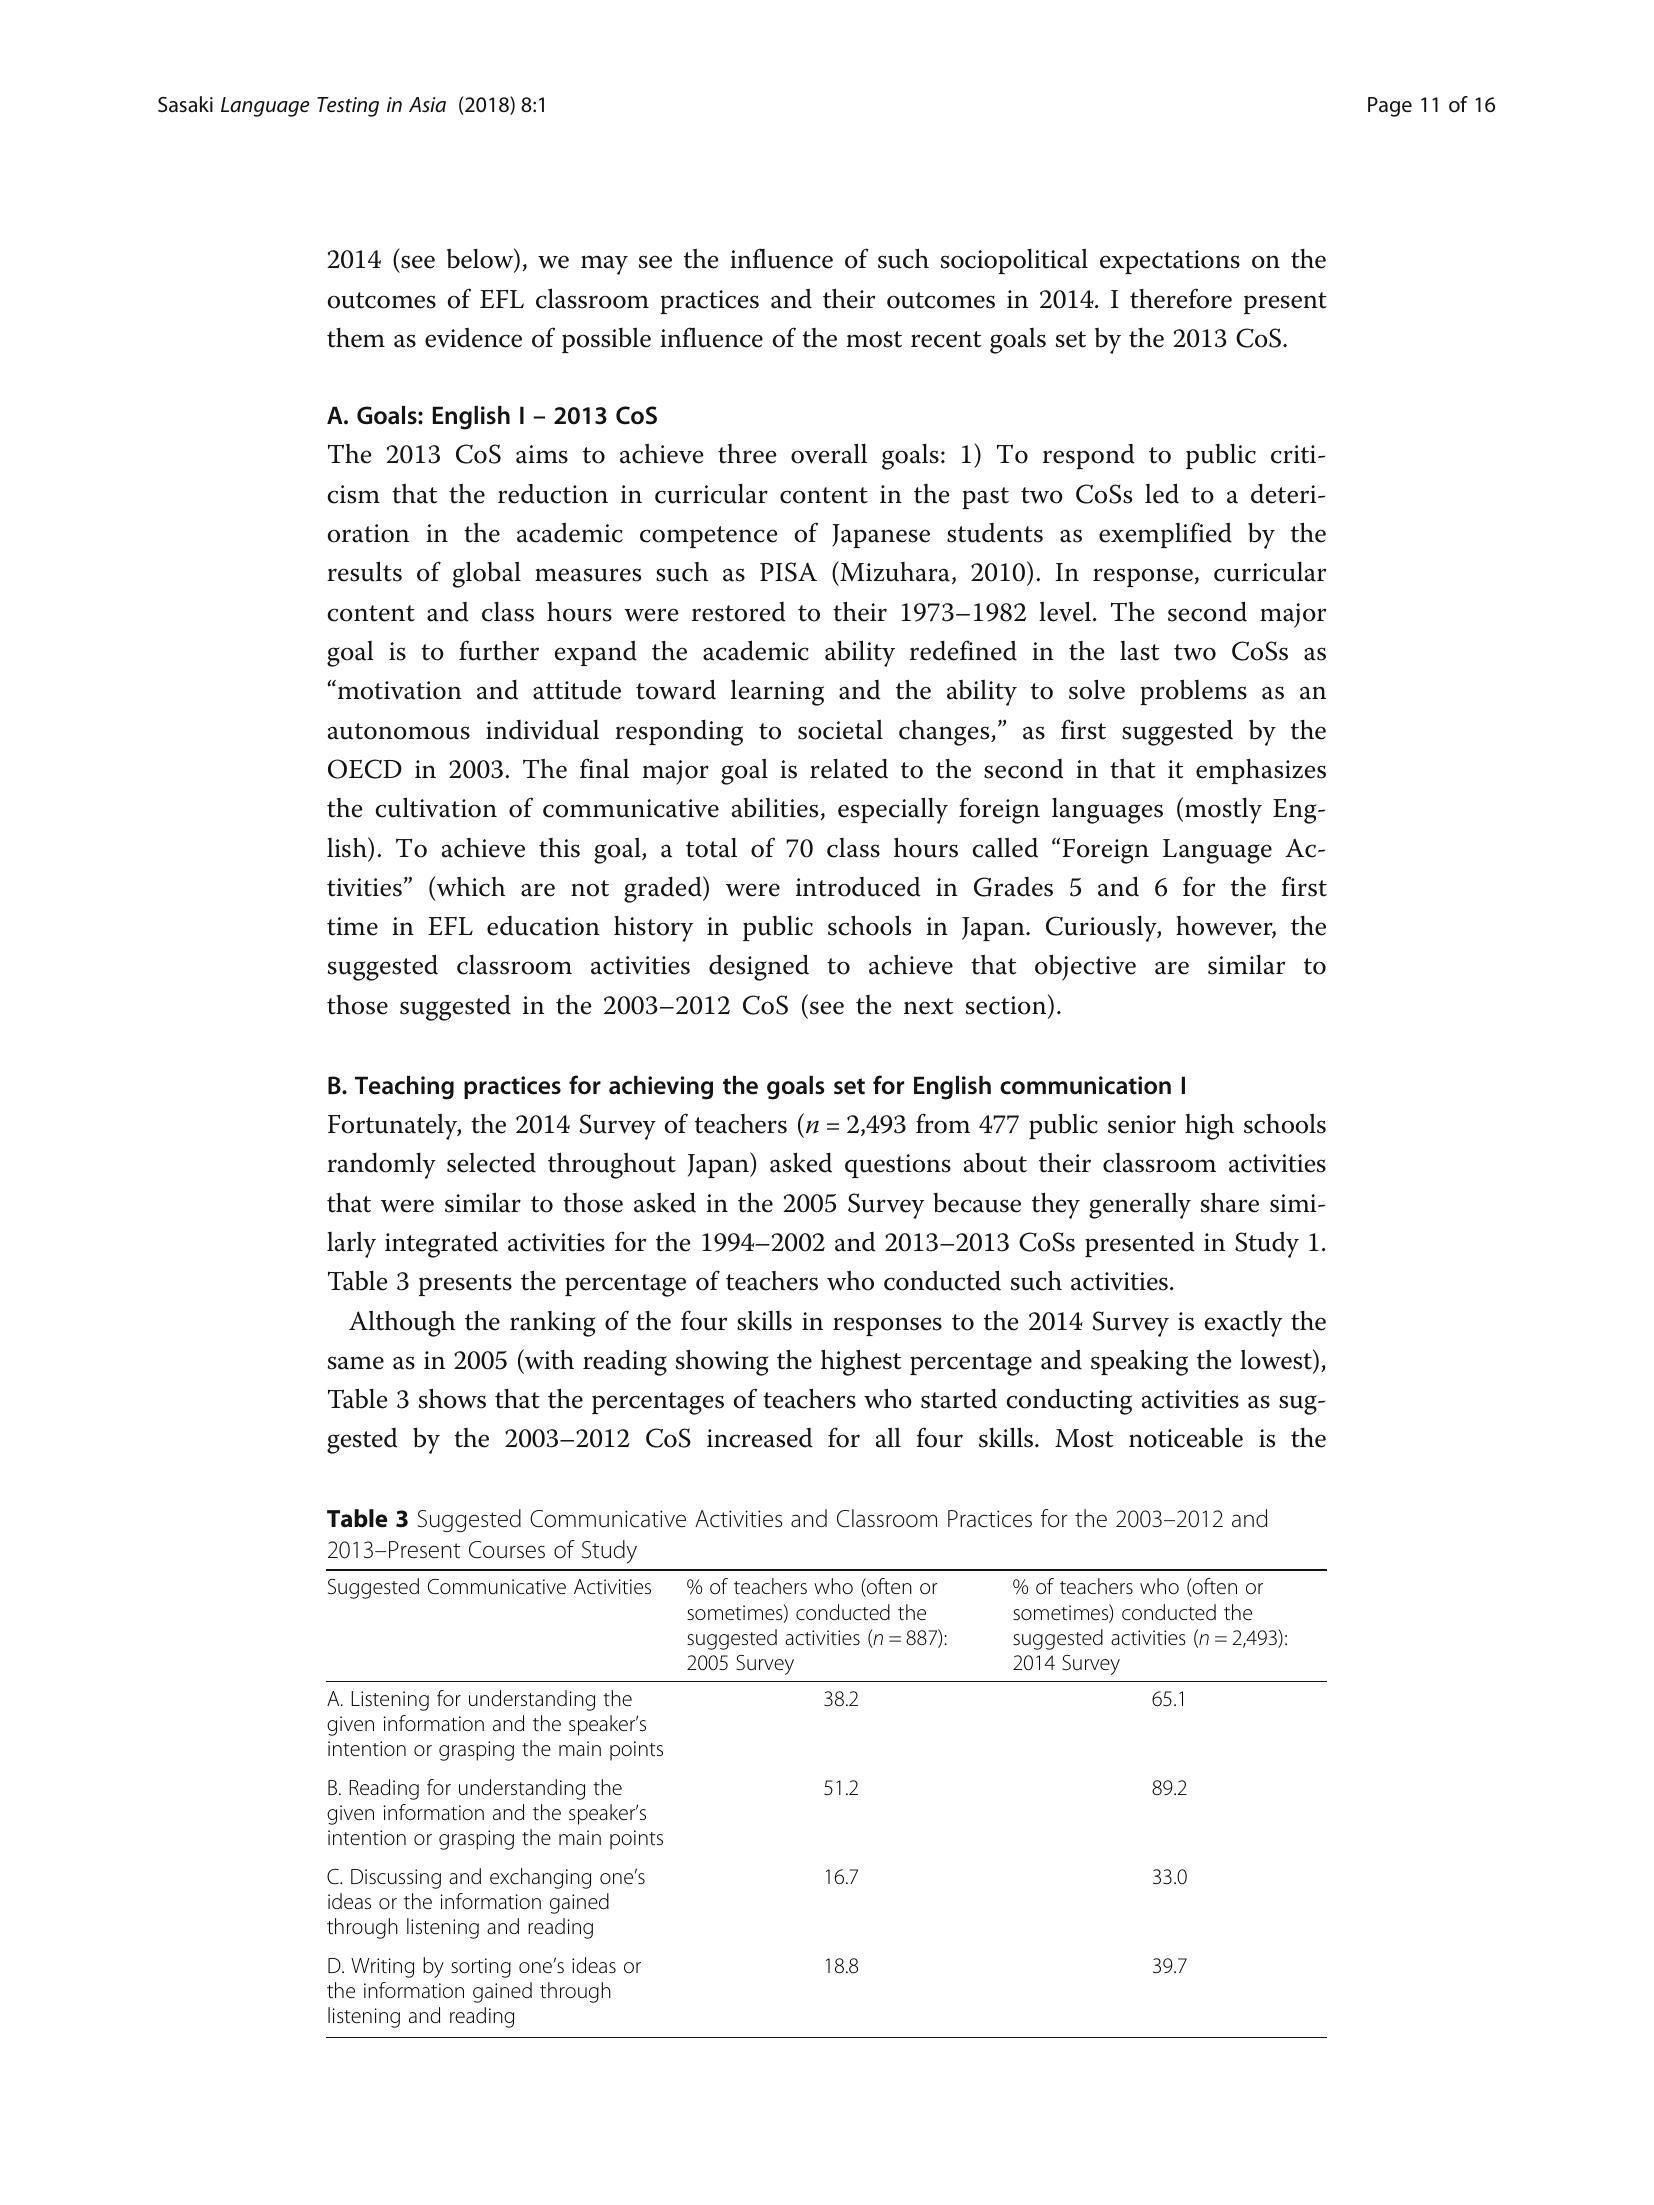 Sasaki Language Testing in Asia (2018) 8:1
Page 11 of 16
2014 (see below), we may see the influence of such sociopolitical expectations on the
outcomes of EFL classroom practices and their outcomes in 2014. I therefore present
them as evidence of possible influence of the most recent goals set by the 2013 CoS.
A. Goals: English I – 2013 CoS
The 2013 CoS aims to achieve three overall goals: 1) To respond to public criti-
cism that the reduction in curricular content in the past two CoSs led to a deteri-
oration in the academic competence of Japanese students as exemplified by the
results of global measures such as PISA (Mizuhara, 2010). In response, curricular
content and class hours were restored to their 1973–1982 level. The second major
goal is to further expand the academic ability redefined in the last two CoSs as
“motivation and attitude toward learning and the ability to solve problems as an
autonomous individual responding to societal changes,” as first suggested by the
OECD in 2003. The final major goal is related to the second in that it emphasizes
the cultivation of communicative abilities, especially foreign languages (mostly Eng-
lish). To achieve this goal, a total of 70 class hours called “Foreign Language Ac-
tivities” (which are not graded) were introduced in Grades 5 and 6 for the first
time in EFL education history in public schools in Japan. Curiously, however, the
suggested classroom activities designed to achieve that objective are similar to
those suggested in the 2003–2012 CoS (see the next section).
B. Teaching practices for achieving the goals set for English communication I
Fortunately, the 2014 Survey of teachers (n = 2,493 from 477 public senior high schools
randomly selected throughout Japan) asked questions about their classroom activities
that were similar to those asked in the 2005 Survey because they generally share simi-
larly integrated activities for the 1994–2002 and 2013–2013 CoSs presented in Study 1.
Table 3 presents the percentage of teachers who conducted such activities.
Although the ranking of the four skills in responses to the 2014 Survey is exactly the
same as in 2005 (with reading showing the highest percentage and speaking the lowest),
Table 3 shows that the percentages of teachers who started conducting activities as sug-
gested by the 2003–2012 CoS increased for all four skills. Most noticeable is the
Table 3 Suggested Communicative Activities and Classroom Practices for the 2003–2012 and
2013–Present Courses of Study
Suggested Communicative Activities
% of teachers who (often or
sometimes) conducted the
suggested activities (n = 887):
2005 Survey
% of teachers who (often or
sometimes) conducted the
suggested activities (n = 2,493):
2014 Survey
A. Listening for understanding the
given information and the speaker’s
intention or grasping the main points
38.2
65.1
B. Reading for understanding the
given information and the speaker’s
intention or grasping the main points
51.2
89.2
C. Discussing and exchanging one’s
ideas or the information gained
through listening and reading
16.7
33.0
D. Writing by sorting one’s ideas or
the information gained through
listening and reading
18.8
39.7